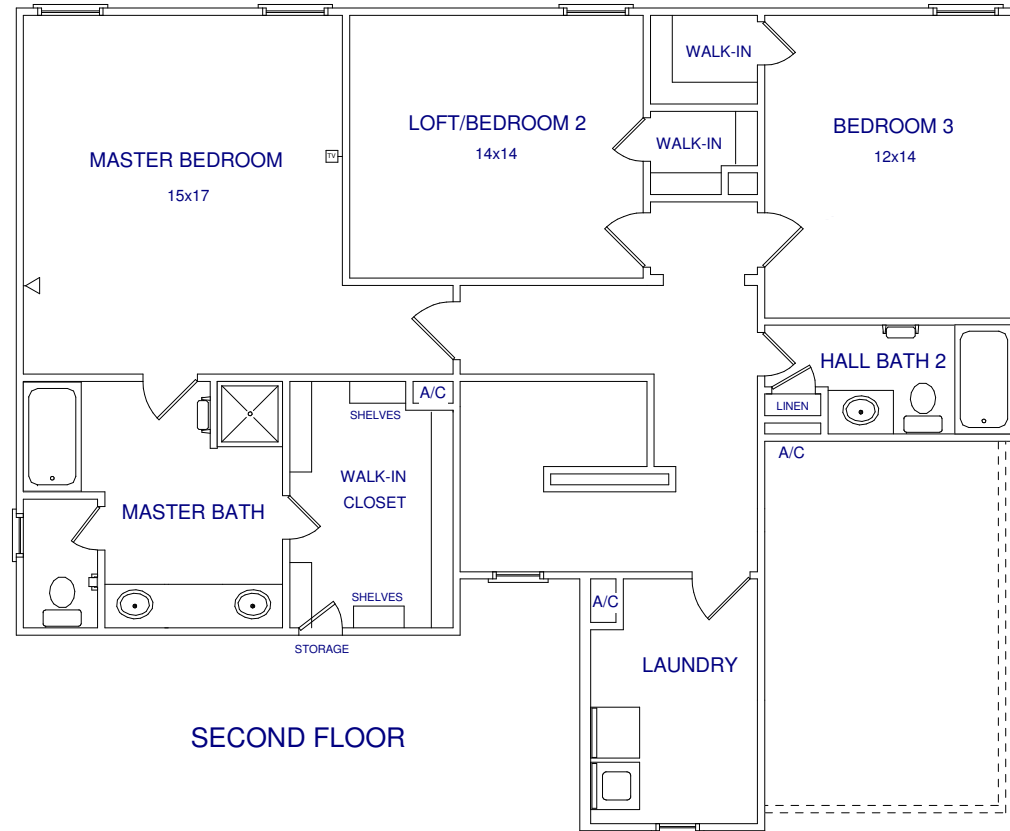 WALK-IN
LOFT/BEDROOM 2
14x14
BEDROOM 3
12x14
WALK-IN
MASTER BEDROOM
15x17
TV
HALL BATH 2
A/C
SHELVES
LINEN
A/C
WALK-IN
CLOSET
MASTER BATH
SHELVES
A/C
STORAGE
LAUNDRY
SECOND FLOOR